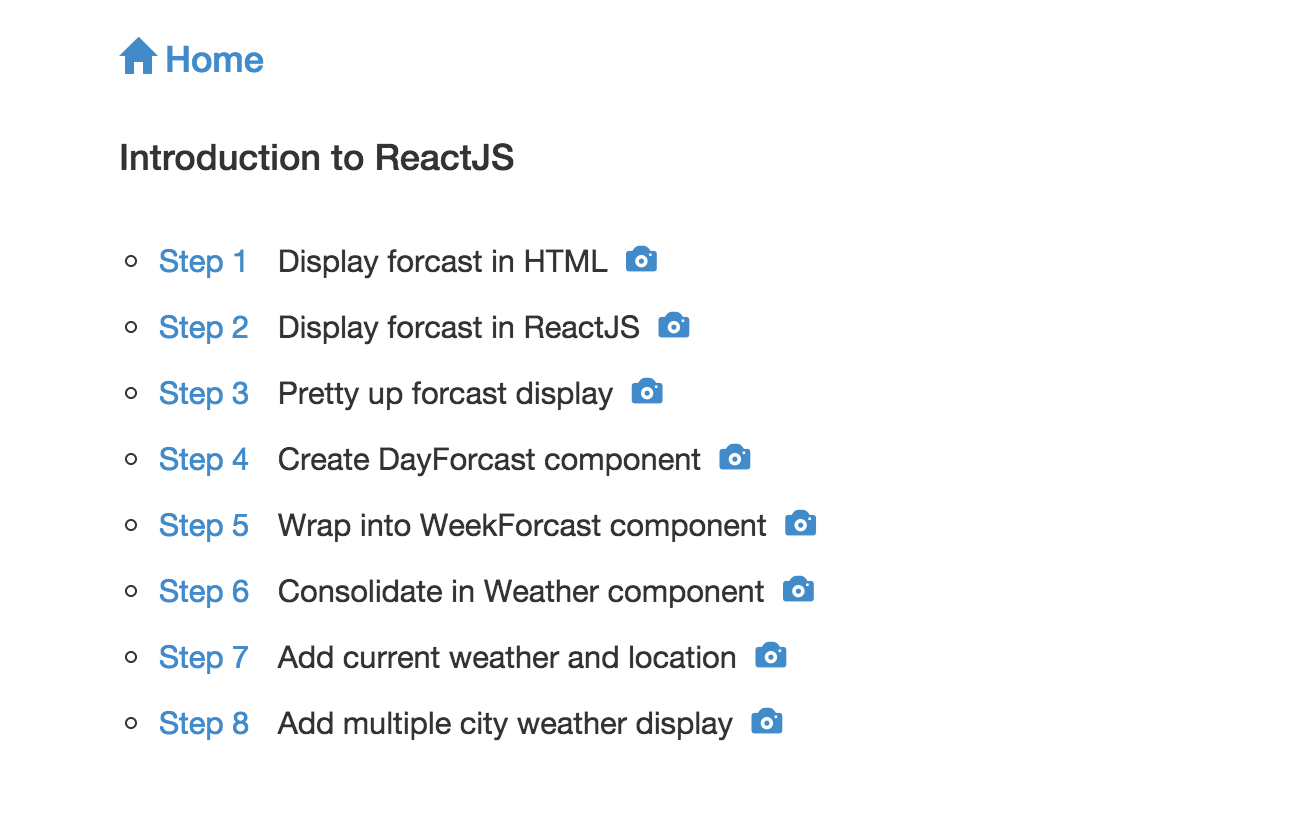 Home
Introduction to ReactJS
Step 1 Display forcast in HTML
Step 2 Display forcast in ReactJS
Step 3 Pretty up forcast display
Step 4 Create DayForcast component
Step 5 Wrap into WeekForcast component
Step 6 Consolidate in Weather component
Step 7 Add current weather and location
Step 8 Add multiple city weather display